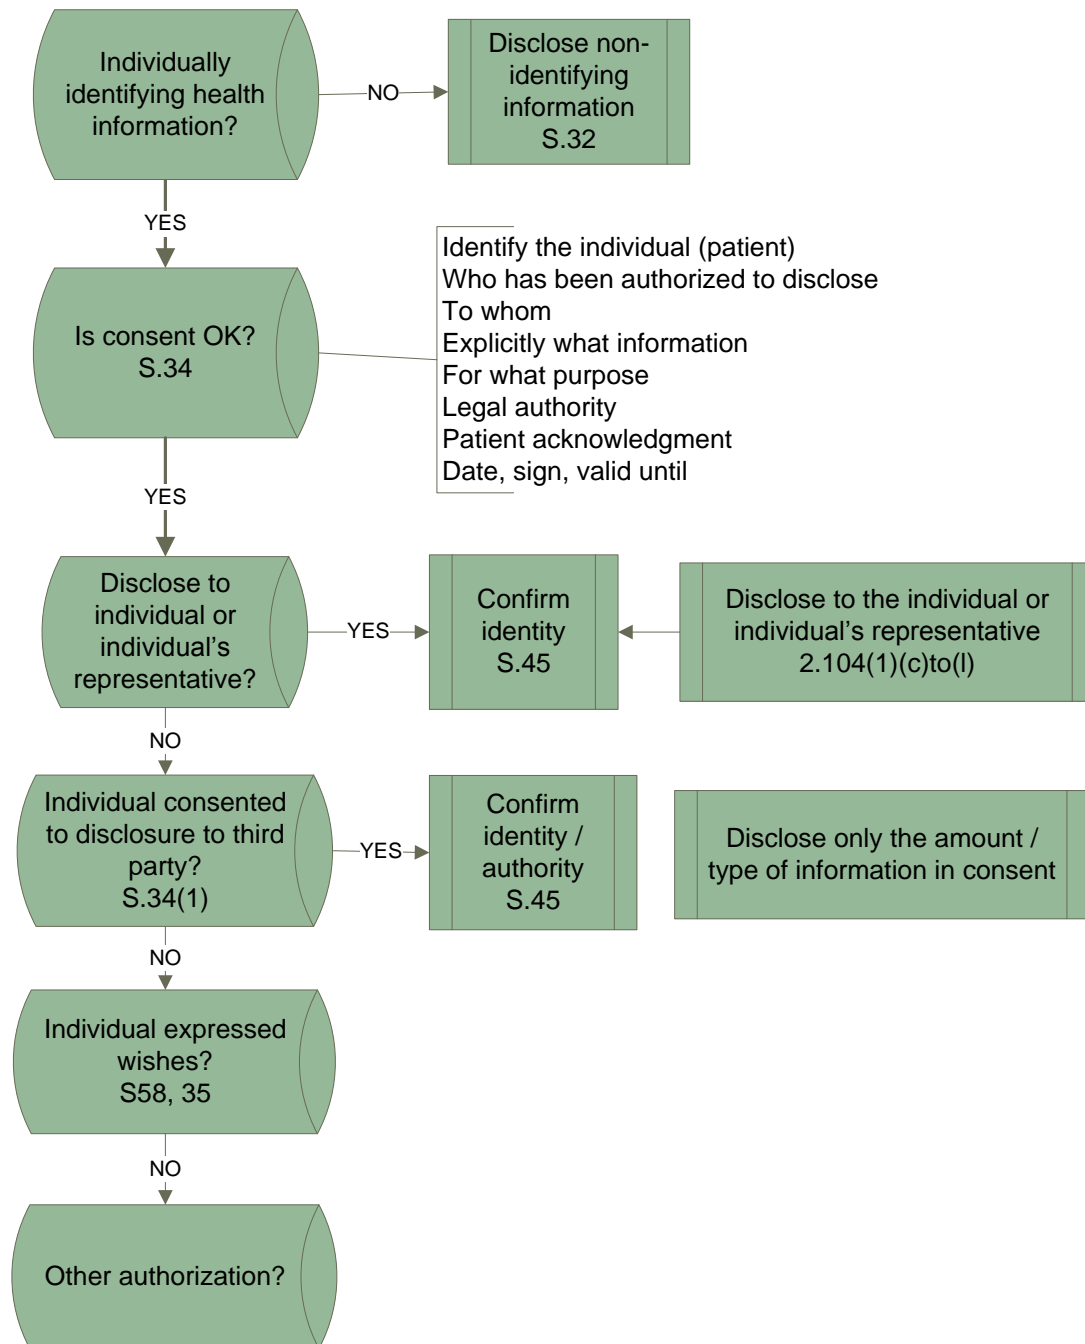 Individually
identifying health
information?
NO
Disclose non-
identifying
information
S.32
YES
Is consent OK?
S.34
Identify the individual (patient)
Who has been authorized to disclose
To whom
Explicitly what information
For what purpose
Legal authority
Patient acknowledgment
Date, sign, valid until
YES
Disclose to
individual or
individual’s
representative?
YES
Confirm
identity
S.45
Disclose to the individual or
individual’s representative
2.104(1)(c)to(l)
NO
Individual consented
to disclosure to third
party?
S.34(1)
YES
Confirm
identity /
authority
S.45
Disclose only the amount /
type of information in consent
NO
Individual expressed
wishes?
S58, 35
NO
Other authorization?